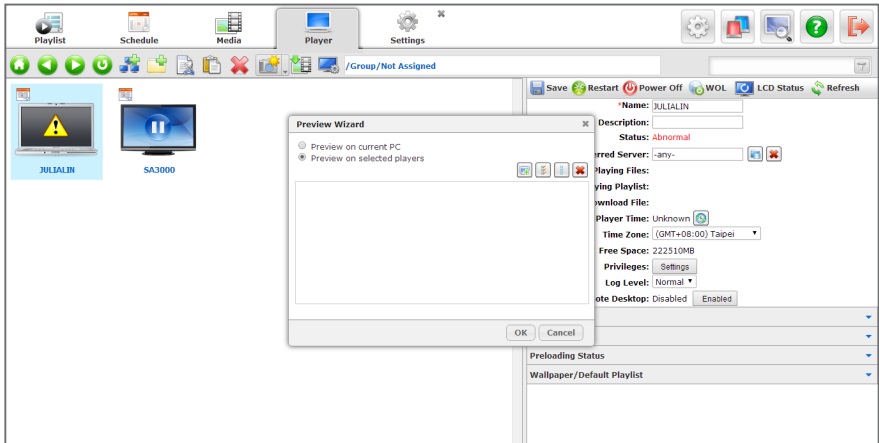 Playlist
Schedule
Media
Player
Settings
/Group/Not Assigned
Save Restart Power Off WOL LCD Status Refresh
*Name: JULIALIN
Description:
Status: Abnormal
erred Server: -any-
Playing Files:
ying Playlist:
ownload File:
Player Time: Unknown
Time Zone: (GMT+08:00) Taipei
Free Space: 222510MB
Privileges: Settings
Log Level: Normal
ote Desktop: Disabled Enabled
Preloading Status
Wallpaper/Default Playlist
JULIALIN
SA3000
Preview Wizard
Preview on current PC
Preview on selected players
OK Cancel